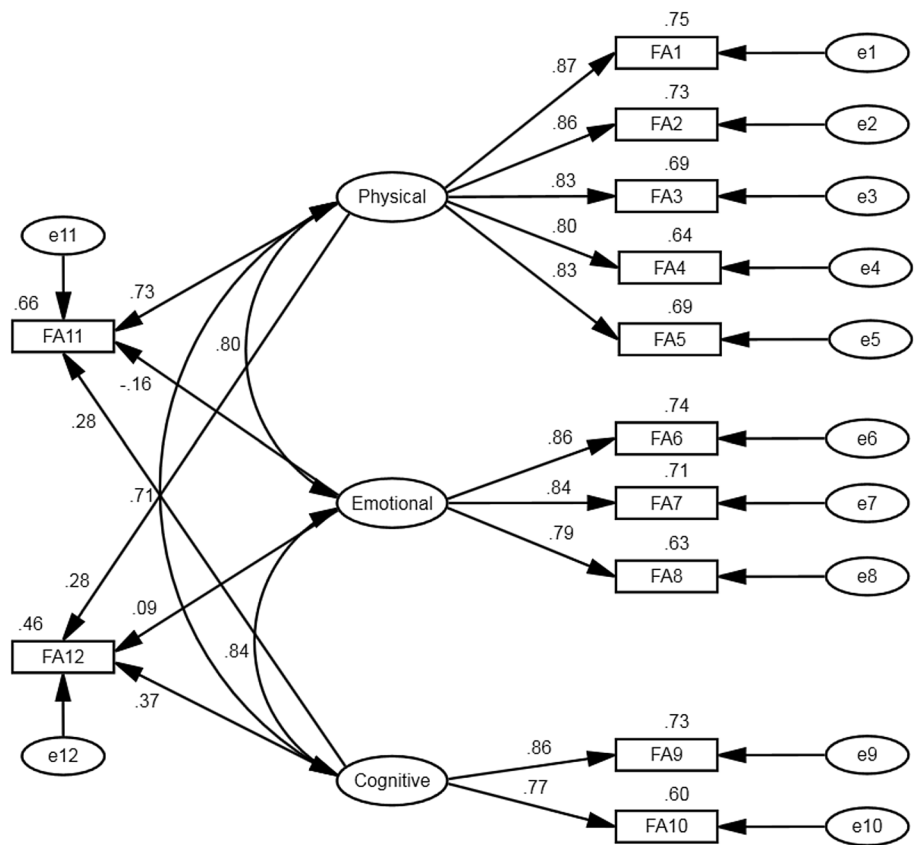 .75
FA1
e1
.87
.73
FA2
e2
.86
.69
FA3
e3
.83
Physical
.80
.64
FA4
e4
.83
.69
FA5
e5
e11
.66
.73
FA11
.80
-.16
.28
.74
FA6
e6
.86
.71
FA7
e7
.84
Emotional
.79
.63
FA8
e8
.71
.28
.09
.46
FA12
.84
.37
e12
.73
FA9
e9
.86
Cognitive
.77
.60
FA10
e10